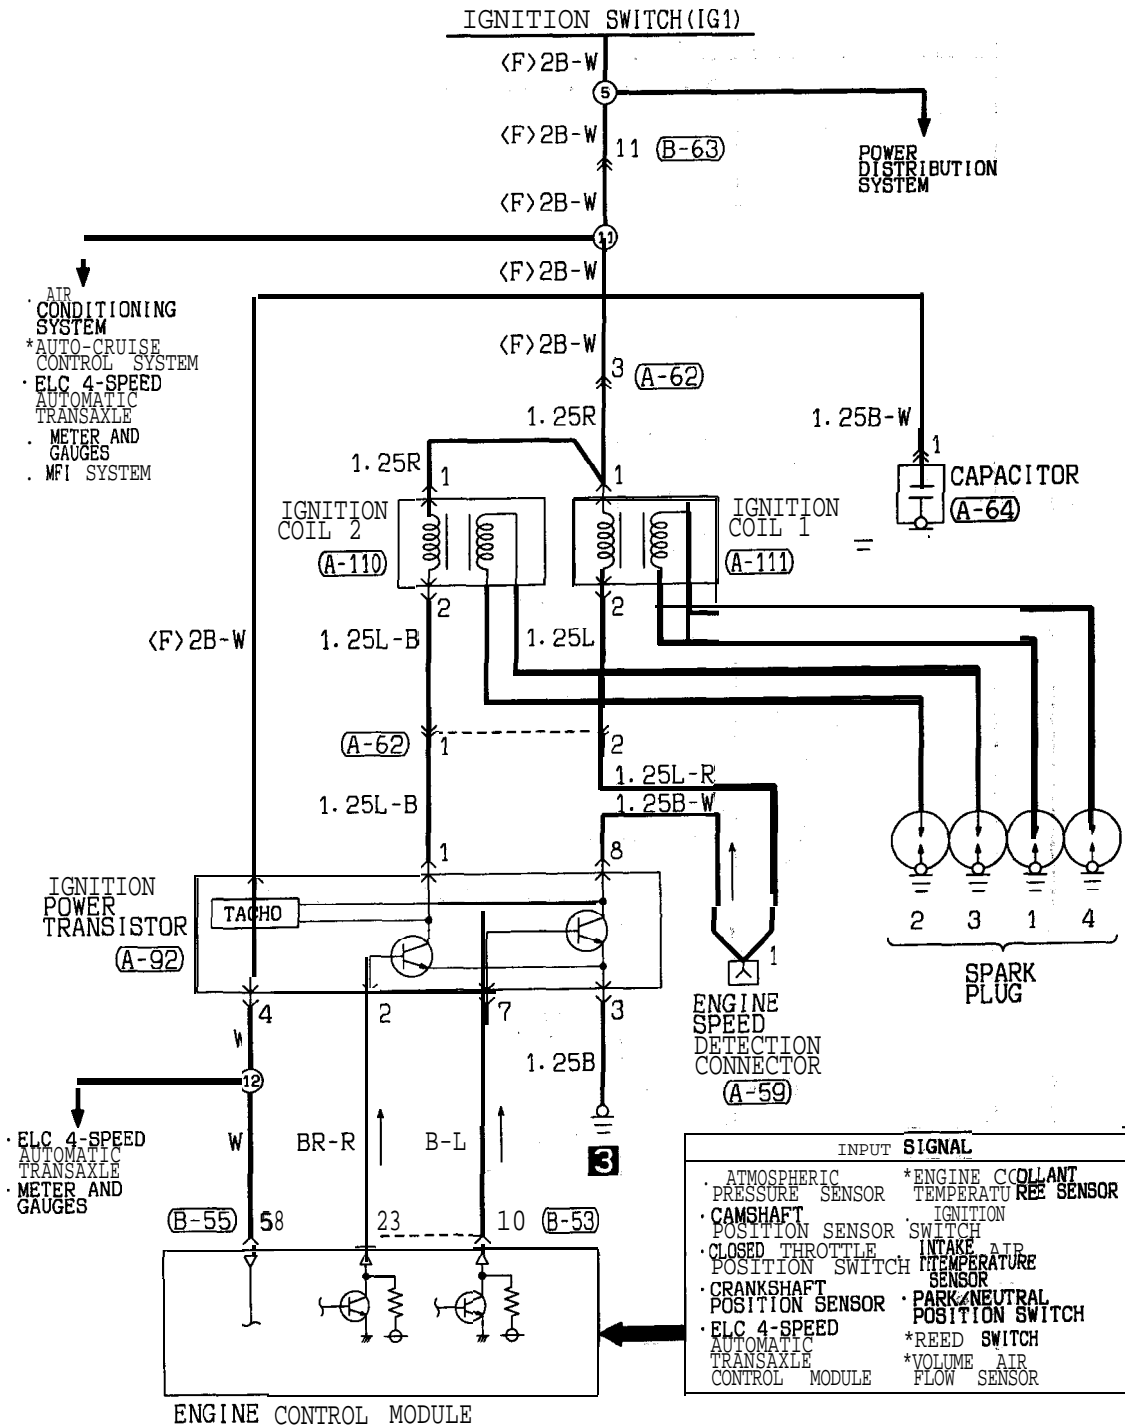 IGNITION SWITCH(IG1)
<F>2B-W
5
<F>2B-W
11 B-63
POWER
DISTRIBUTION
SYSTEM
<F>2B-W
11
<F>2B-W
. AIR
CONDITIONING
SYSTEM
*AUTO-CRUISE
CONTROL SYSTEM
· ELC 4-SPEED
AUTOMATIC
TRANSAXLE
. METER AND
GAUGES
. MFI SYSTEM
<F>2B-W
3 A-62
1.25R
1.25B-W
1.25R
1
1
1
IGNITION
COIL 2
A-110
IGNITION
COIL 1
A-111
CAPACITOR
A-64
2
2
<F>2B-W
1.25L-B
1.25L
A-62
1
2
1.25L-R
1.25B-W
1.25L-B
1
8
IGNITION
POWER
TRANSISTOR
A-92
TACHO
2 3 1 4
SPARK
PLUG
1
ENGINE
SPEED
DETECTION
CONNECTOR
A-59
4
2
7
3
W
1.25B
12
3
· ELC 4-SPEED
AUTOMATIC
TRANSAXLE
· METER AND
GAUGES
W
BR-R
B-L
B-55 58
23
10 B-53
INPUT SIGNAL
. ATMOSPHERIC
PRESSURE SENSOR
· CAMSHAFT
POSITION SENSOR
· CLOSED THROTTLE
POSITION SWITCH
· CRANKSHAFT
POSITION SENSOR
· ELC 4-SPEED
AUTOMATIC
TRANSAXLE
CONTROL MODULE
*ENGINE COOLLANT
TEMPERATU REE SENSOR
. IGNITION
SWITCH
. INTAKE AIR
TEMPERATURE
SENSOR
· PARK/NEUTRAL
POSITION SWITCH
*REED SWITCH
*VOLUME AIR
FLOW SENSOR
ENGINE CONTROL MODULE